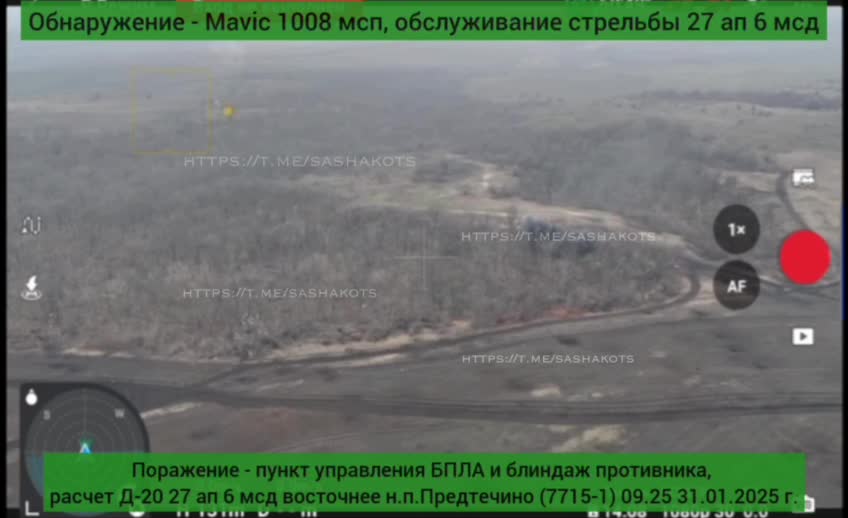 Обнаружение - Mavic 1008 мсп, обслуживание стрельбы 27 ап 6 мсд
HTTPS://T.ME/SASHAKOTS
HTTPS://T.ME/SASHAKOTS
1×
HTTPS://T.ME/SASHAKOTS
AF
HTTPS://T.ME/SASHAKOTS
S W
Поражение - пункт управления БПЛА и блиндаж противника,
расчет Д-20 27 ап 6 мсд восточнее н.п.Предтечино (7715-1) 09.25 31.01.2025 г.